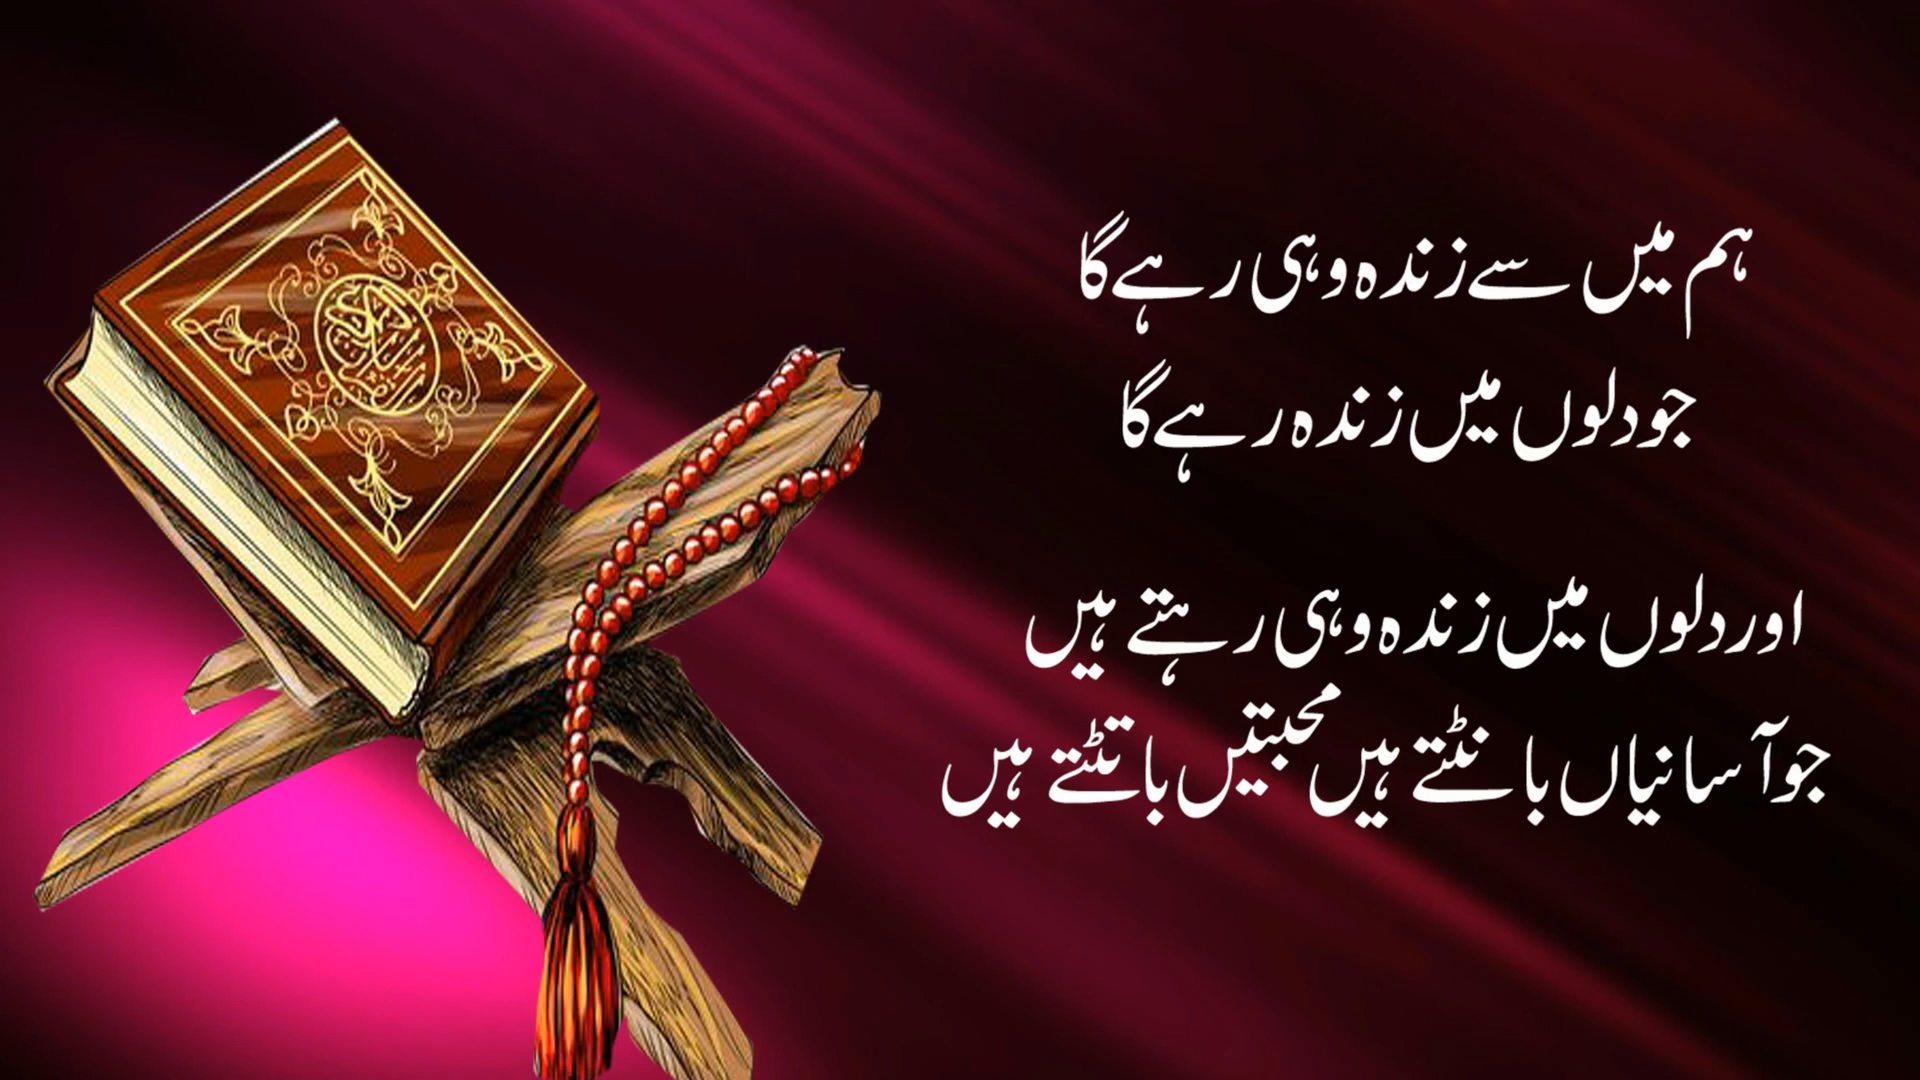 ہم میں سے زندہ وہی رہے گا
جو دلوں میں زندہ رہے گا
اور دلوں میں زندہ وہی رہتے ہیں
جو آسانیاں بانٹتے ہیں محبتیں باتٹتے ہیں